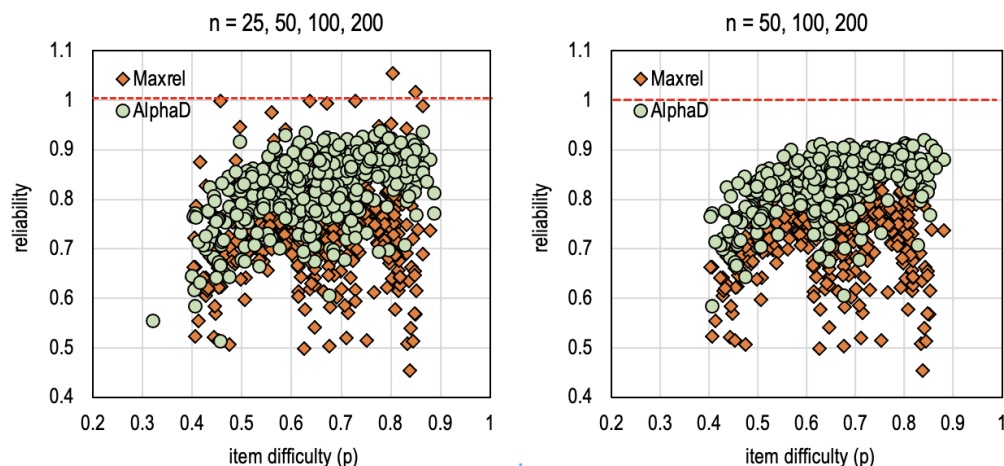 n = 25, 50, 100, 200
1.1
1
0.9
0.8
0.7
0.6
0.5
0.4
reliability
Maxrel
AlphaD
0.2 0.3 0.4 0.5 0.6 0.7 0.8 0.9 1
item difficulty (p)
n = 50, 100, 200
1.1
1
0.9
0.8
0.7
0.6
0.5
0.4
reliability
Maxrel
AlphaD
0.2 0.3 0.4 0.5 0.6 0.7 0.8 0.9 1
item difficulty (p)